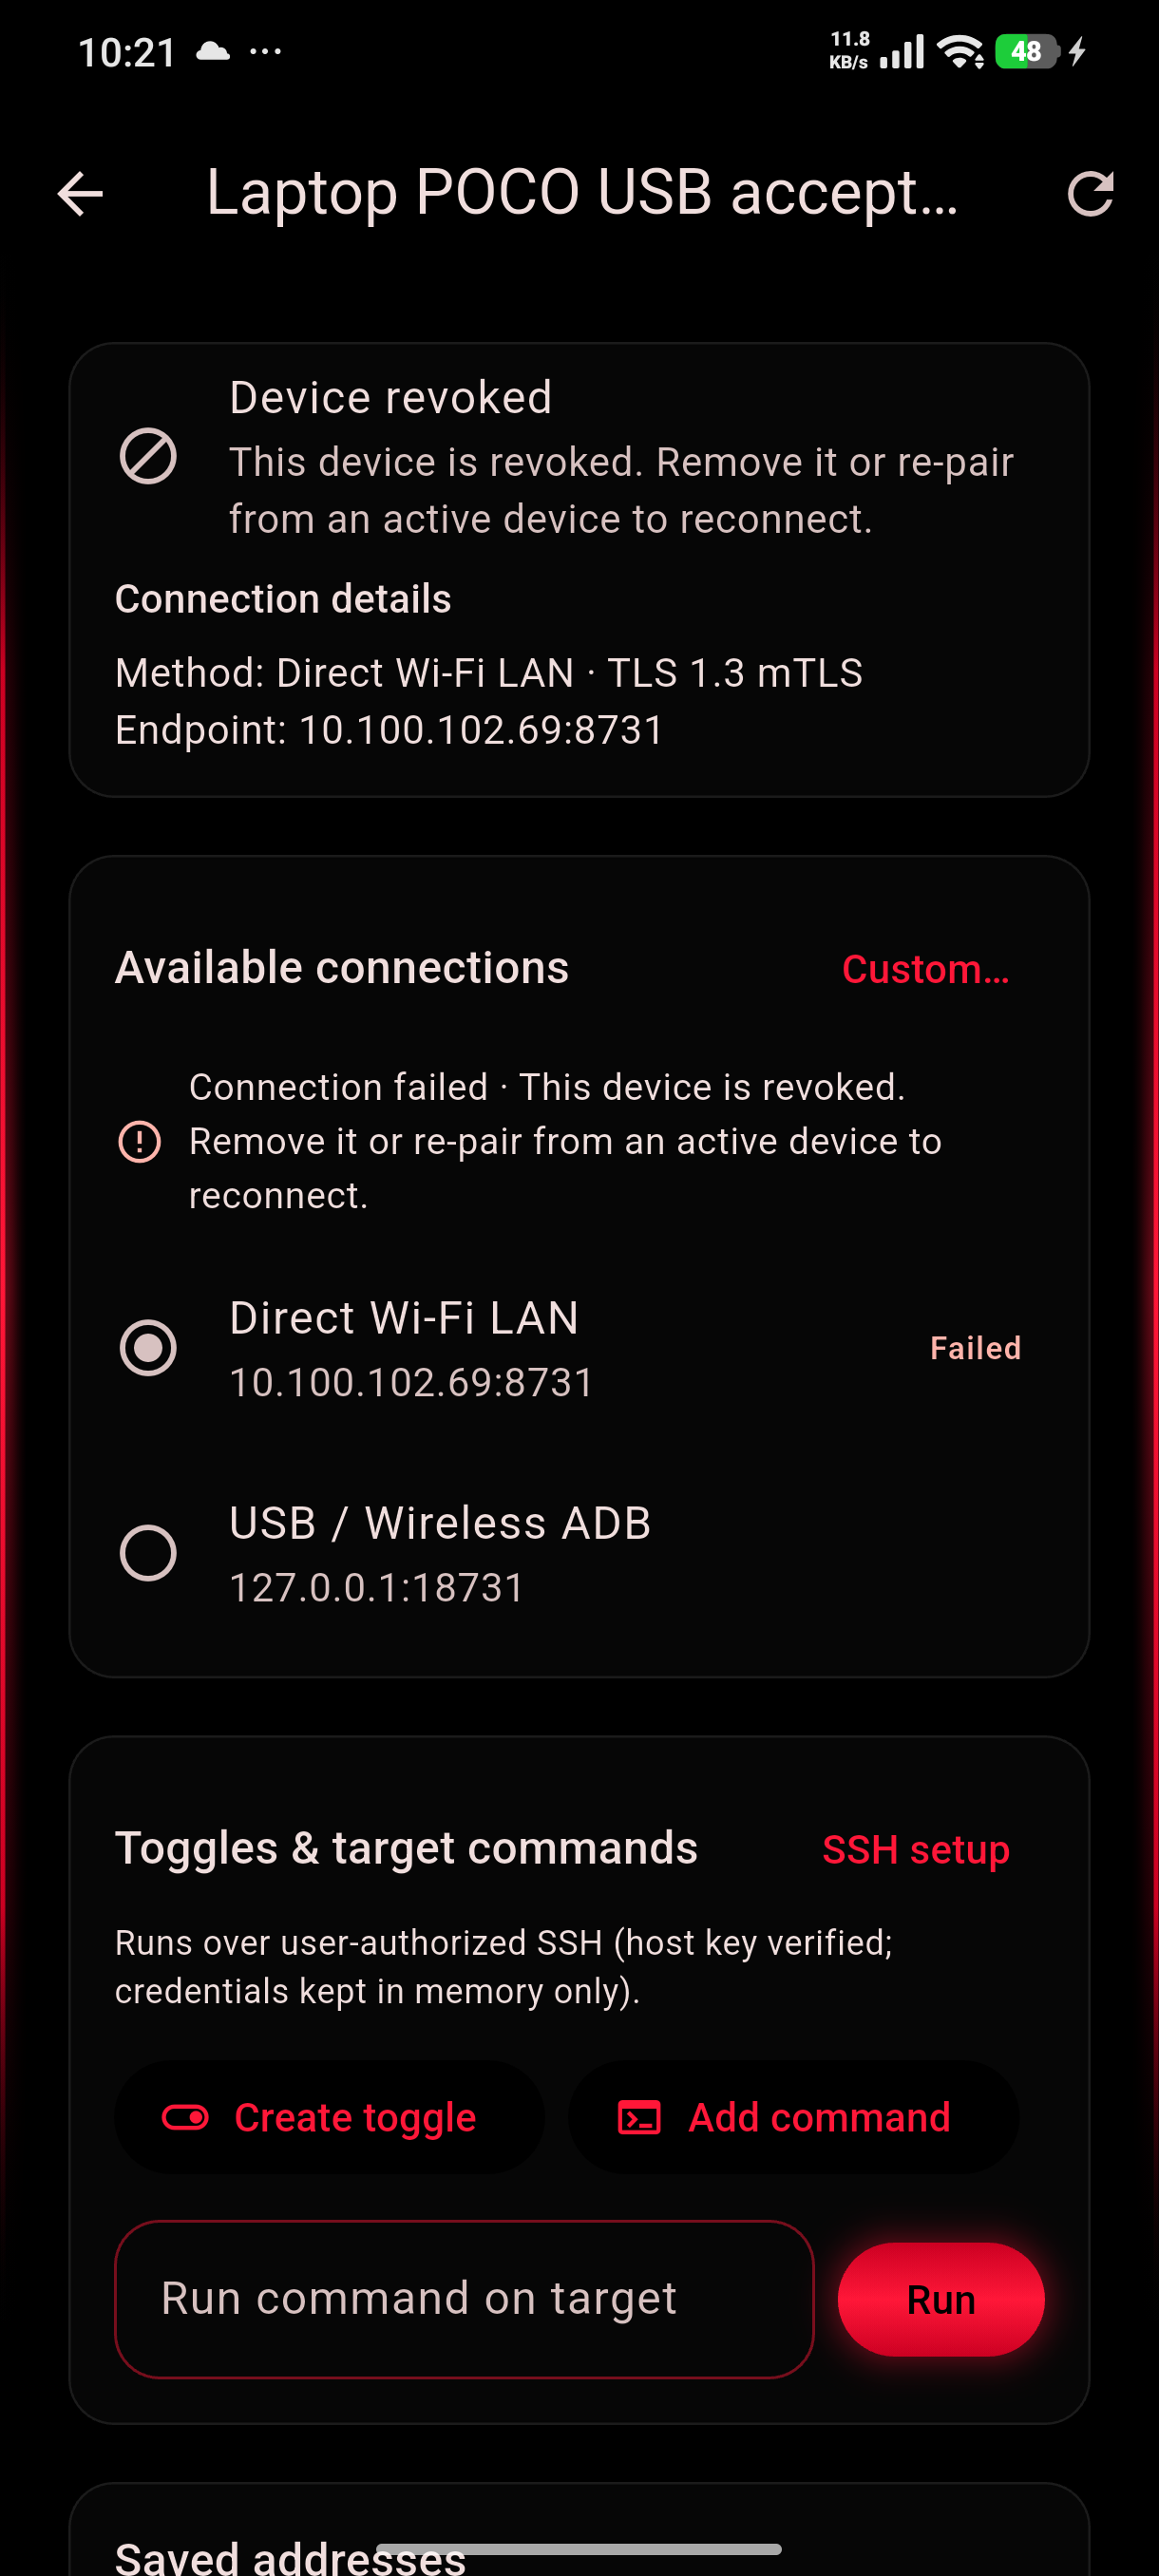 10:21 ...
11.8
KB/s
48
Laptop POCO USB accept...
Device revoked
This device is revoked. Remove it or re-pair
from an active device to reconnect.
Connection details
Method: Direct Wi-Fi LAN · TLS 1.3 mTLS
Endpoint: 10.100.102.69:8731
Available connections
Custom...
Connection failed · This device is revoked.
Remove it or re-pair from an active device to
reconnect.
Direct Wi-Fi LAN
10.100.102.69:8731
Failed
USB / Wireless ADB
127.0.0.1:18731
Toggles & target commands
SSH setup
Runs over user-authorized SSH (host key verified;
credentials kept in memory only).
Create toggle
Add command
Run command on target
Run
Saved addresses